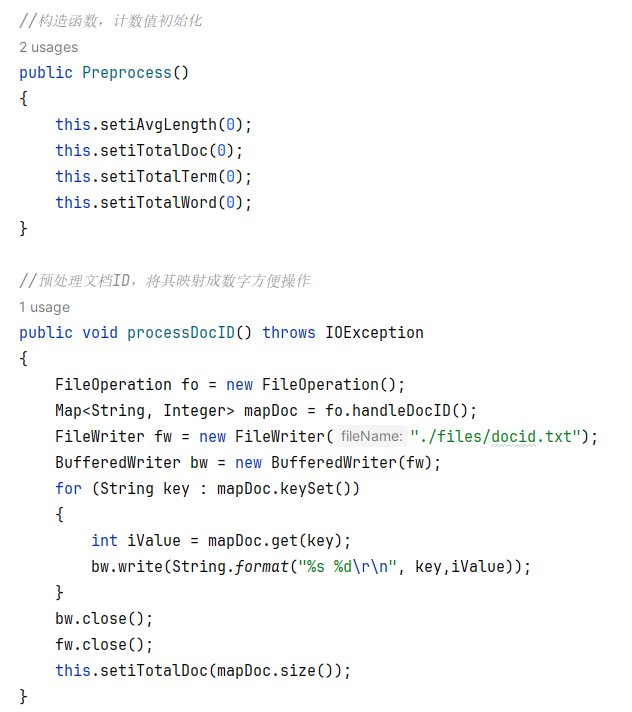 //构造函数，计数值初始化
2 usages
public Preprocess()
{
    this.setiAvgLength(0);
    this.setiTotalDoc(0);
    this.setiTotalTerm(0);
    this.setiTotalWord(0);
}

//预处理文档ID，将其映射成数字方便操作
1 usage
public void processDocID() throws IOException
{
    FileOperation fo = new FileOperation();
    Map<String, Integer> mapDoc = fo.handleDocID();
    FileWriter fw = new FileWriter( fileName: "./files/docid.txt");
    BufferedWriter bw = new BufferedWriter(fw);
    for (String key : mapDoc.keySet())
    {
        int iValue = mapDoc.get(key);
        bw.write(String.format("%s %d\r\n", key,iValue));
    }
    bw.close();
    fw.close();
    this.setiTotalDoc(mapDoc.size());
}